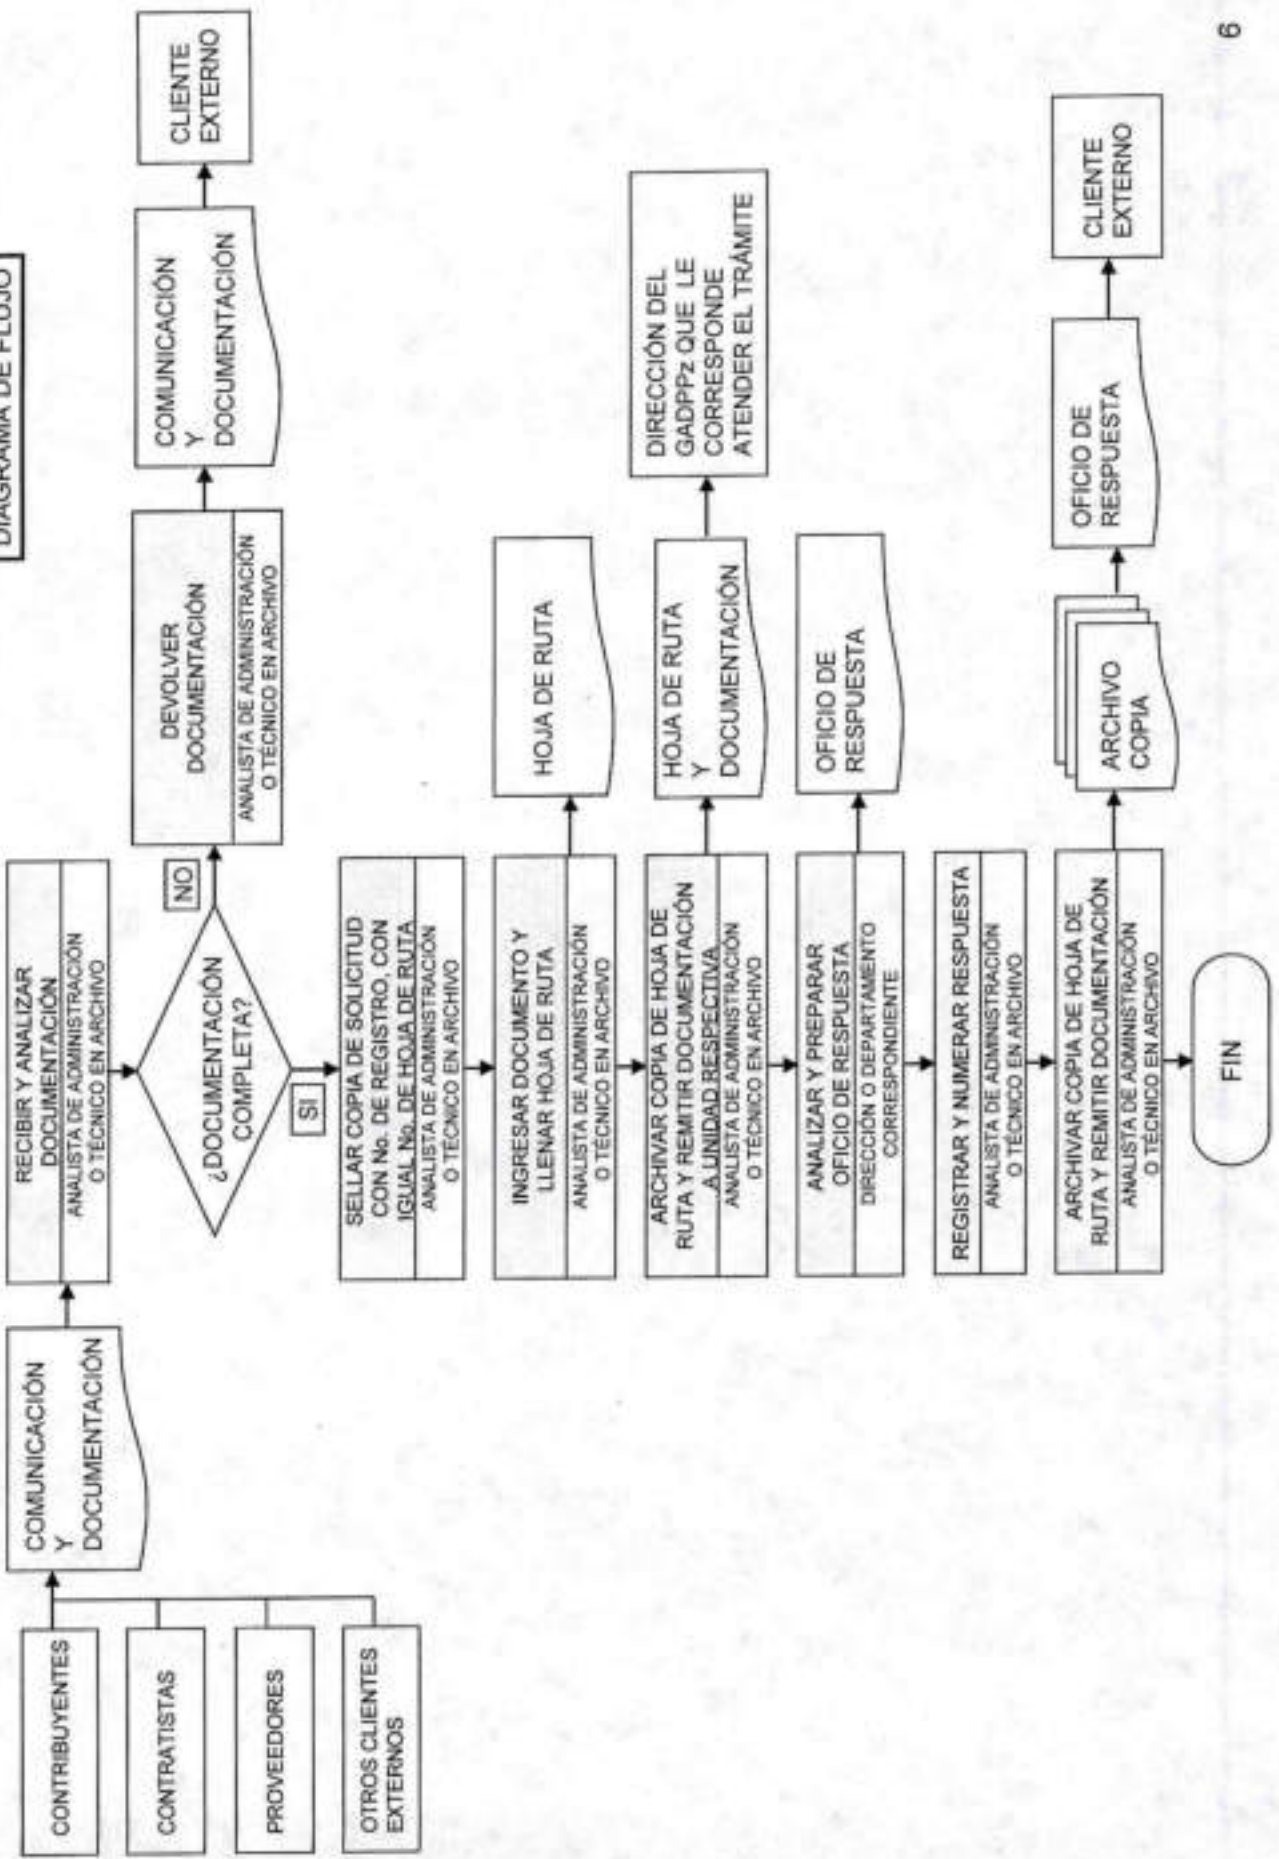 DIAGRAMA DE FLUJO
CONTRIBUYENTES
CONTRATISTAS
PROVEEDORES
OTROS CLIENTES
EXTERNOS
COMUNICACIÓN
Y
DOCUMENTACIÓN
RECIBIR Y ANALIZAR
DOCUMENTACIÓN
ANALISTA DE ADMINISTRACIÓN
O TÉCNICO EN ARCHIVO
¿DOCUMENTACIÓN
COMPLETA?
NO
DEVOLVER
DOCUMENTACIÓN
ANALISTA DE ADMINISTRACIÓN
O TÉCNICO EN ARCHIVO
COMUNICACIÓN
Y
DOCUMENTACIÓN
CLIENTE
EXTERNO
SI
SELLAR COPIA DE SOLICITUD
CON No. DE REGISTRO, CON
IGUAL No. DE HOJA DE RUTA
ANALISTA DE ADMINISTRACIÓN
O TÉCNICO EN ARCHIVO
INGRESAR DOCUMENTO Y
LLENAR HOJA DE RUTA
ANALISTA DE ADMINISTRACIÓN
O TÉCNICO EN ARCHIVO
HOJA DE RUTA
ARCHIVAR COPIA DE HOJA DE
RUTA Y REMITIR DOCUMENTACIÓN
A UNIDAD RESPECTIVA
ANALISTA DE ADMINISTRACIÓN
O TÉCNICO EN ARCHIVO
HOJA DE RUTA
Y
DOCUMENTACIÓN
DIRECCIÓN DEL
GADPPz QUE LE
CORRESPONDE
ATENDER EL TRÁMITE
ANALIZAR Y PREPARAR
OFICIO DE RESPUESTA
DIRECCIÓN O DEPARTAMENTO
CORRESPONDIENTE
OFICIO DE
RESPUESTA
REGISTRAR Y NUMERAR RESPUESTA
ANALISTA DE ADMINISTRACIÓN
O TÉCNICO EN ARCHIVO
ARCHIVAR COPIA DE HOJA DE
RUTA Y REMITIR DOCUMENTACIÓN
ANALISTA DE ADMINISTRACIÓN
O TÉCNICO EN ARCHIVO
ARCHIVO
COPIA
OFICIO DE
RESPUESTA
CLIENTE
EXTERNO
FIN
6